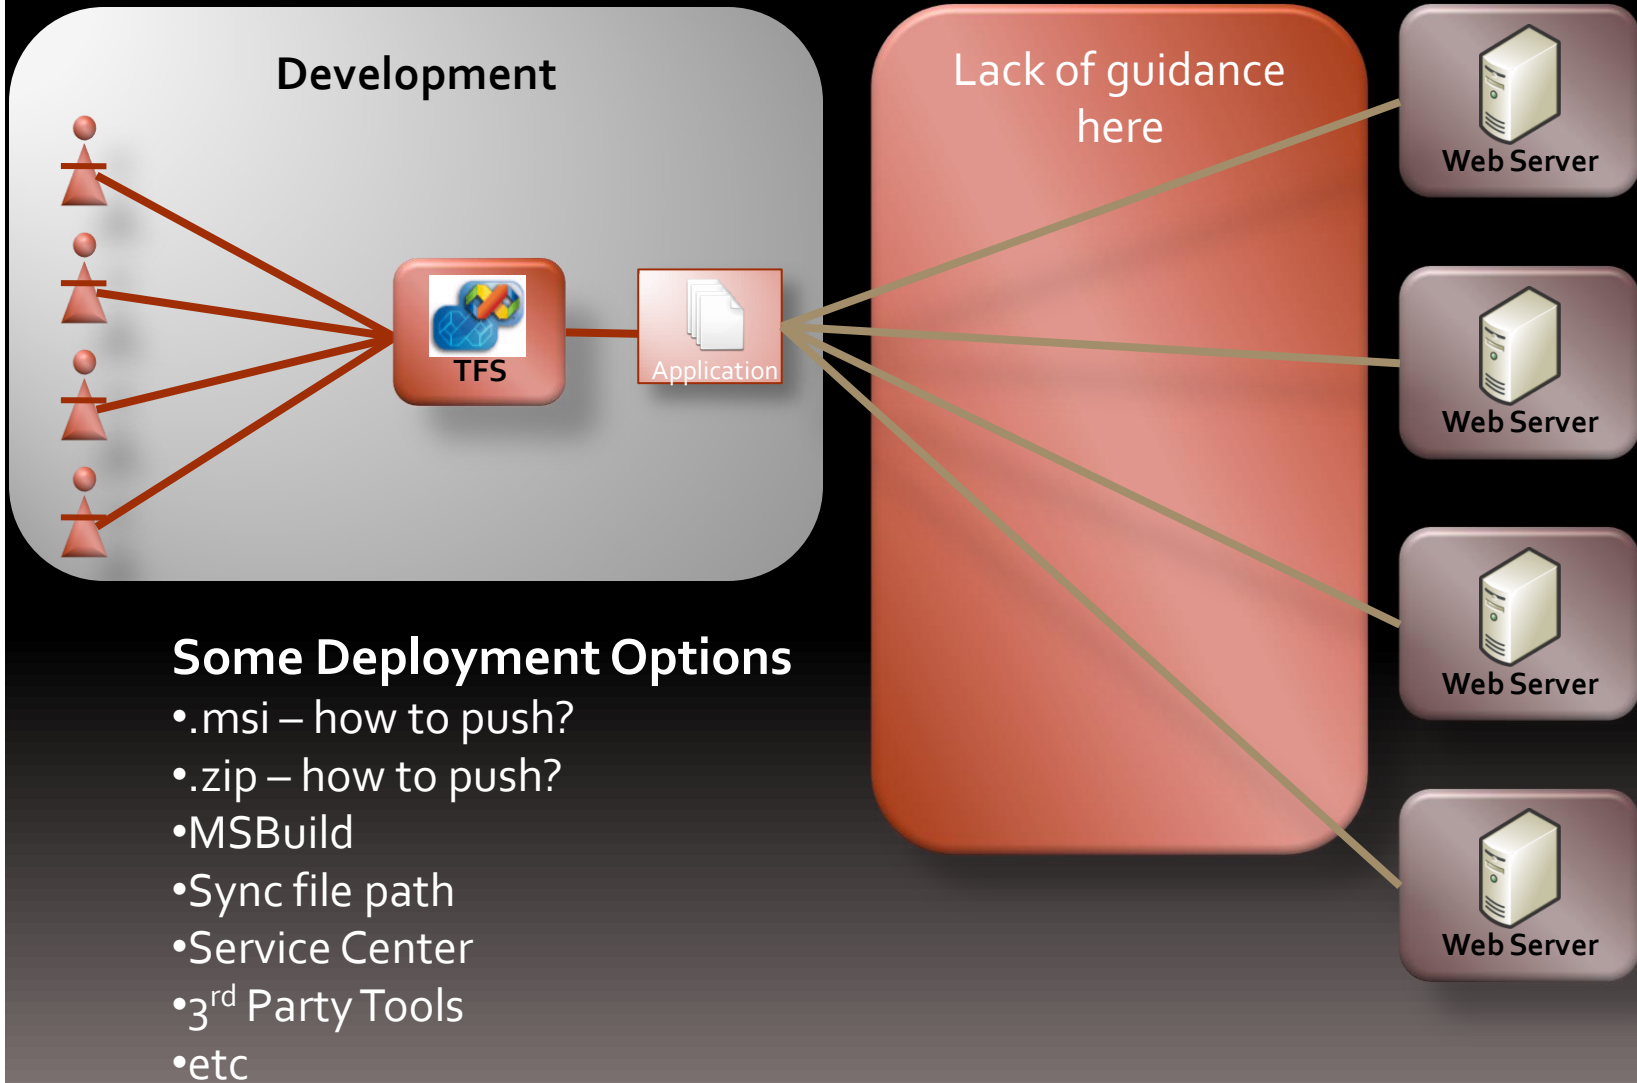 Development
TFS
Application
Lack of guidance
here
Web Server
Web Server
Web Server
Web Server
Some Deployment Options
•.msi – how to push?
•.zip – how to push?
•MSBuild
•Sync file path
•Service Center
•3rd Party Tools
•etc